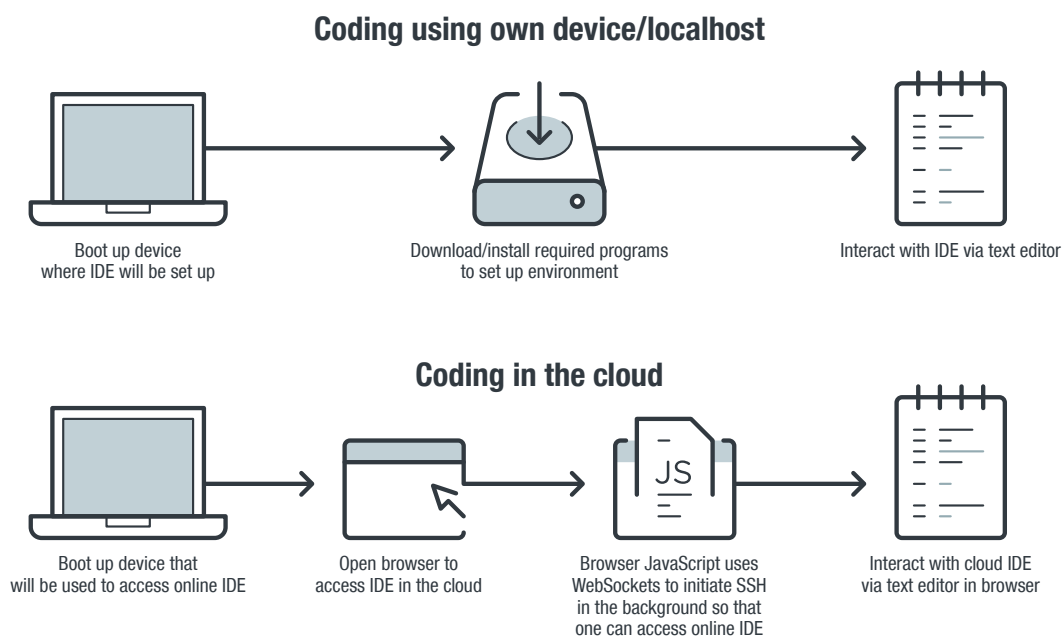 Coding using own device/localhost
Boot up device
where IDE will be set up
Download/install required programs
to set up environment
Interact with IDE via text editor
Coding in the cloud
JS
Boot up device that
will be used to access online IDE
Open browser to
access IDE in the cloud
Browser JavaScript uses
WebSockets to initiate SSH
in the background so that
one can access online IDE
Interact with cloud IDE
via text editor in browser